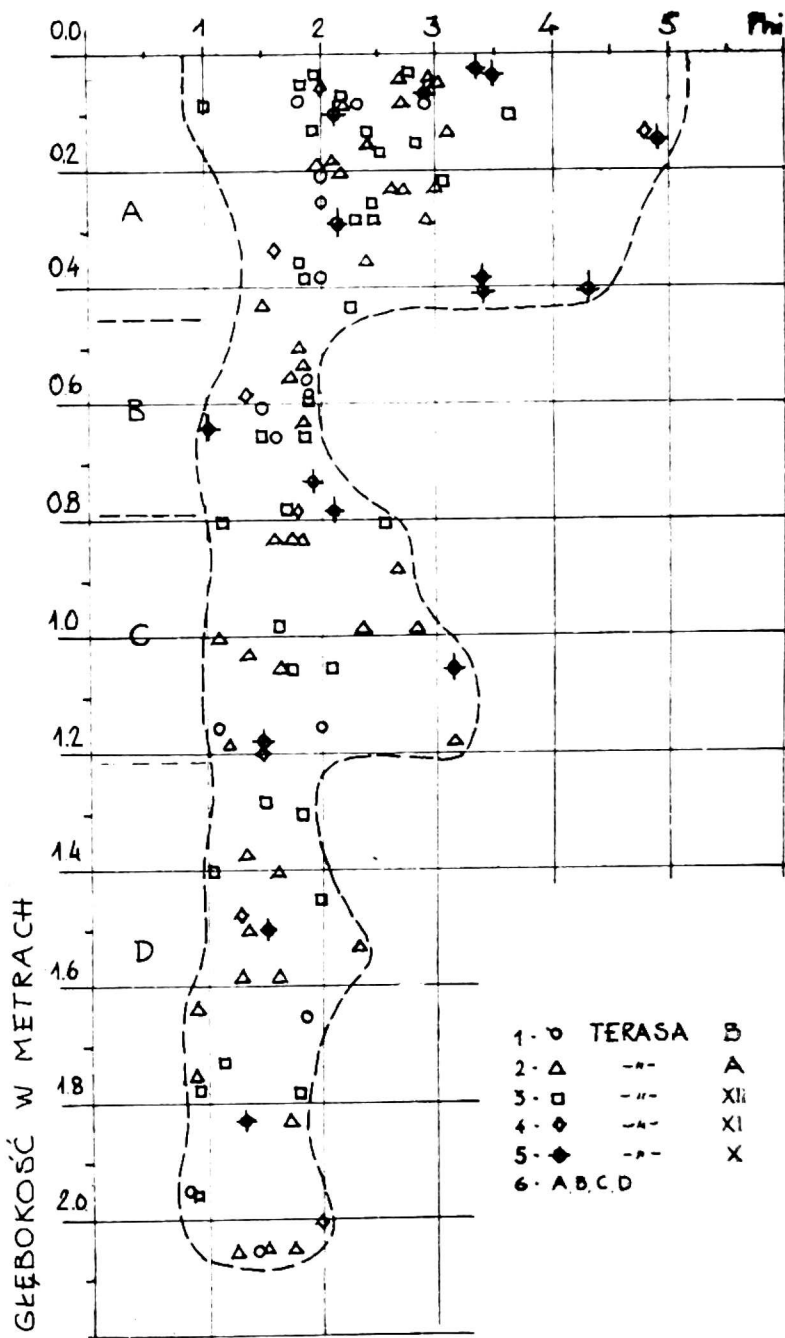 1 2 3 4 5 Phi
0.0
0.2
A
0.4
0.6
B
0.8
1.0
C
1.2
1.4
D
1.6
1.8
2.0
GŁĘBOKOŚĆ W METRACH
1 - TERASA B
2 - -"- A
3 - -"- XII
4 - -"- XI
5 - -"- X
6 - A, B, C, D